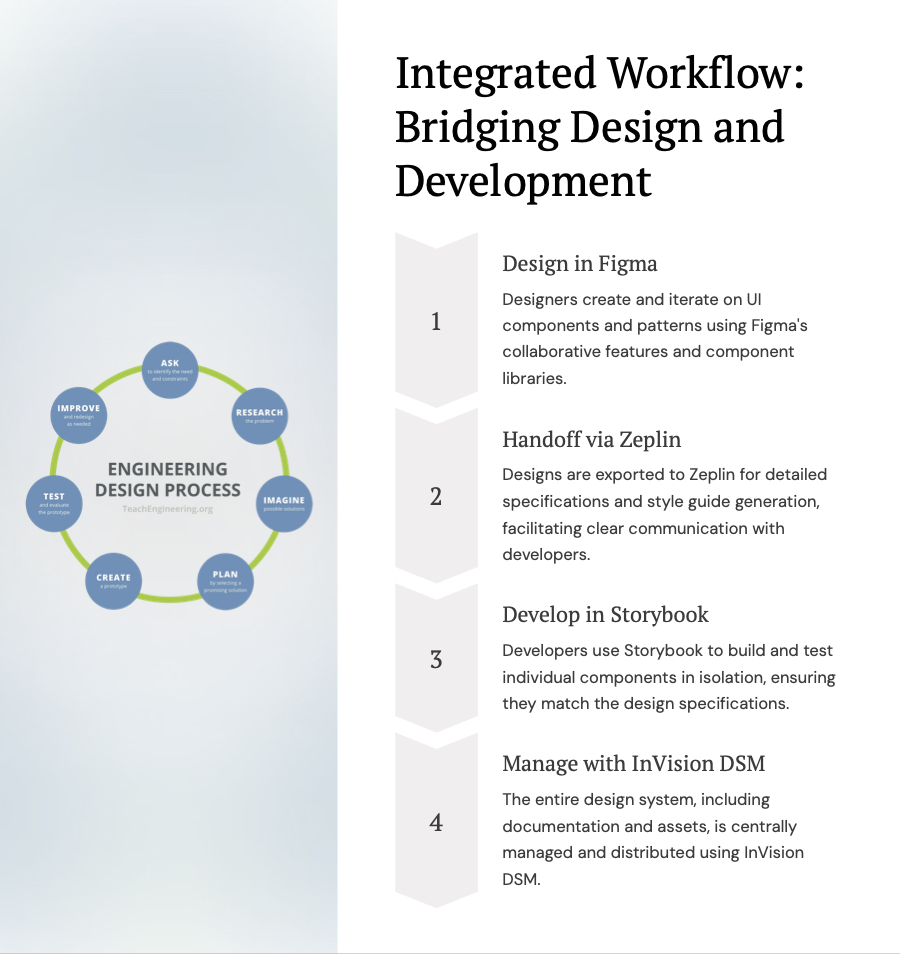 Integrated Workflow:
Bridging Design and
Development
1
Design in Figma
Designers create and iterate on UI
components and patterns using Figma's
collaborative features and component
libraries.
2
Handoff via Zeplin
Designs are exported to Zeplin for detailed
specifications and style guide generation,
facilitating clear communication with
developers.
3
Develop in Storybook
Developers use Storybook to build and test
individual components in isolation, ensuring
they match the design specifications.
4
Manage with InVision DSM
The entire design system, including
documentation and assets, is centrally
managed and distributed using InVision
DSM.
ENGINEERING
DESIGN PROCESS
TeachEngineering.org
ASK
to identify the need
and constraints
RESEARCH
the problem
IMAGINE
possible solutions
PLAN
by selecting a
promising solution
CREATE
a prototype
TEST
and evaluate
the prototype
IMPROVE
and redesign
as needed